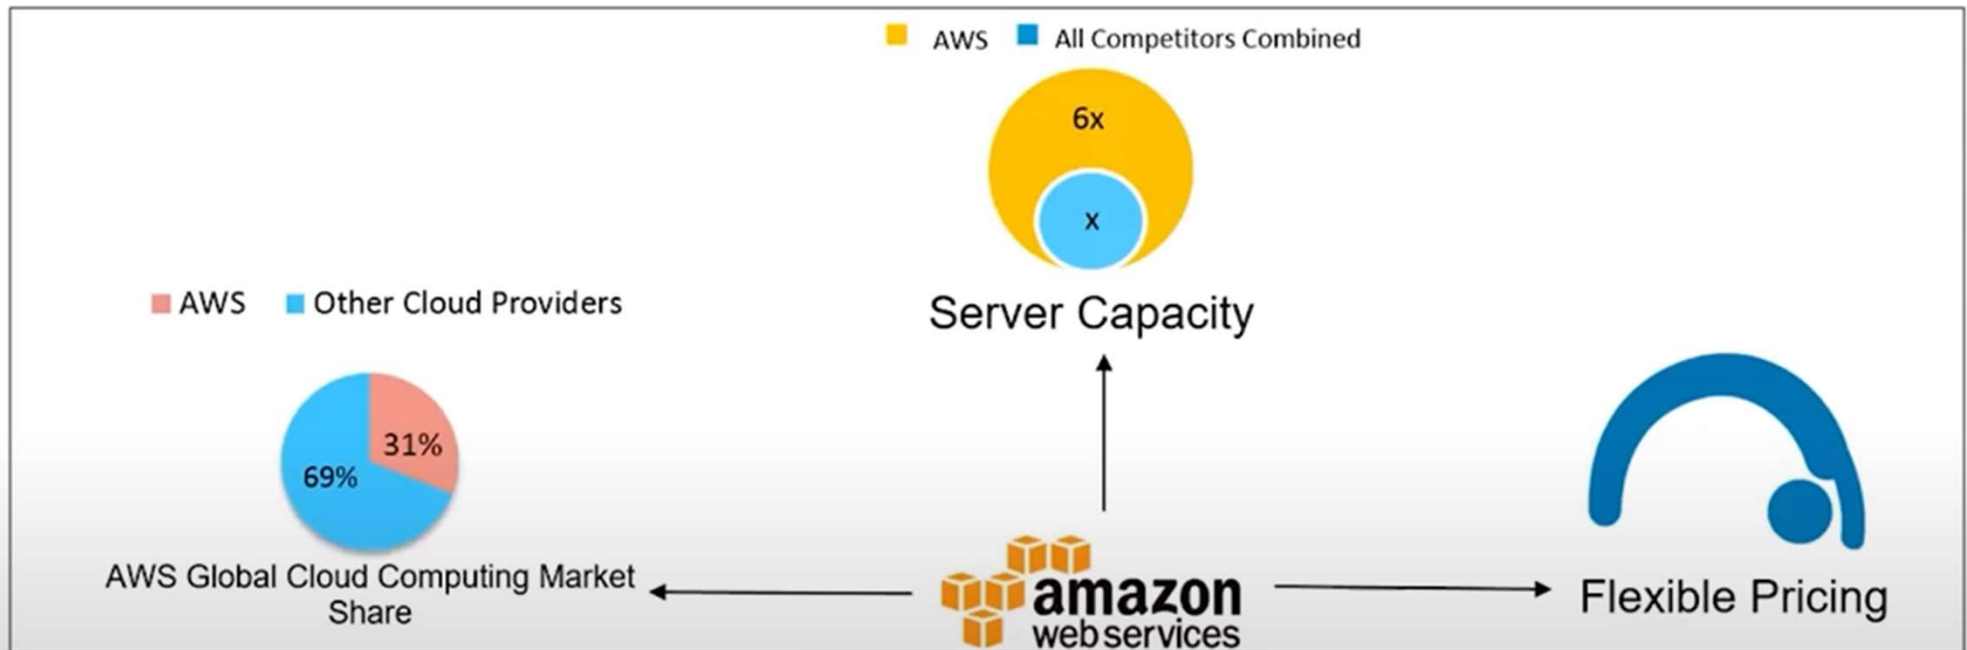 AWS All Competitors Combined
6x
x
Server Capacity
AWS Other Cloud Providers
31%
69%
AWS Global Cloud Computing Market
Share
amazon
webservices
Flexible Pricing